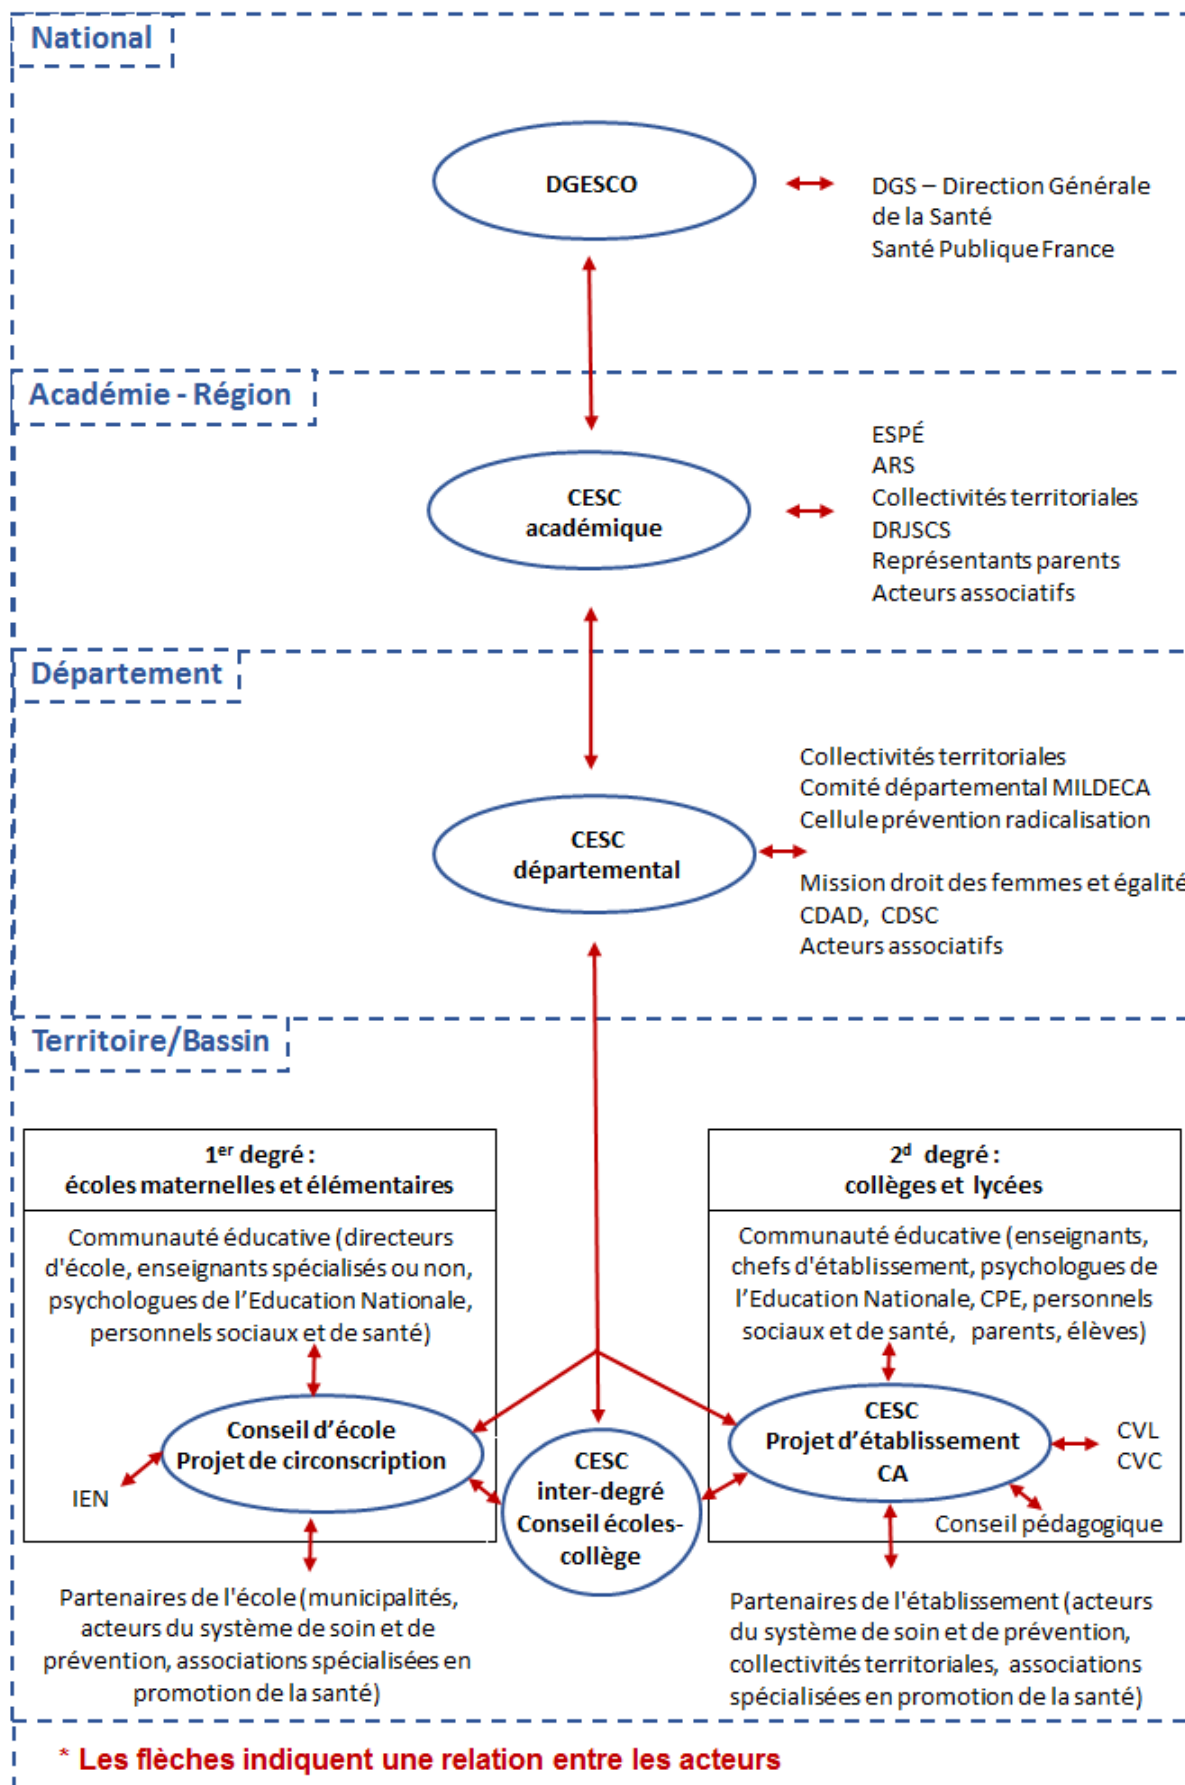 National
DGESCO
DGS – Direction Générale
de la Santé
Santé Publique France
Académie - Région
CESC
académique
ESPÉ
ARS
Collectivités territoriales
DRJSCS
Représentants parents
Acteurs associatifs
Département
CESC
départemental
Collectivités territoriales
Comité départemental MILDECA
Cellule prévention radicalisation
Mission droit des femmes et égalité
CDAD, CDSC
Acteurs associatifs
Territoire/Bassin
1er degré :
écoles maternelles et élémentaires
Communauté éducative (directeurs
d'école, enseignants spécialisés ou non,
psychologues de l’Education Nationale,
personnels sociaux et de santé)
Conseil d’école
Projet de circonscription
IEN
Partenaires de l'école (municipalités,
acteurs du système de soin et de
prévention, associations spécialisées en
promotion de la santé)
CESC
inter-degré
Conseil écoles-
collège
2d degré :
collèges et lycées
Communauté éducative (enseignants,
chefs d'établissement, psychologues de
l’Education Nationale, CPE, personnels
sociaux et de santé, parents, élèves)
CESC
Projet d’établissement
CA
CVL
CVC
Conseil pédagogique
Partenaires de l'établissement (acteurs
du système de soin et de prévention,
collectivités territoriales, associations
spécialisées en promotion de la santé)
* Les flèches indiquent une relation entre les acteurs